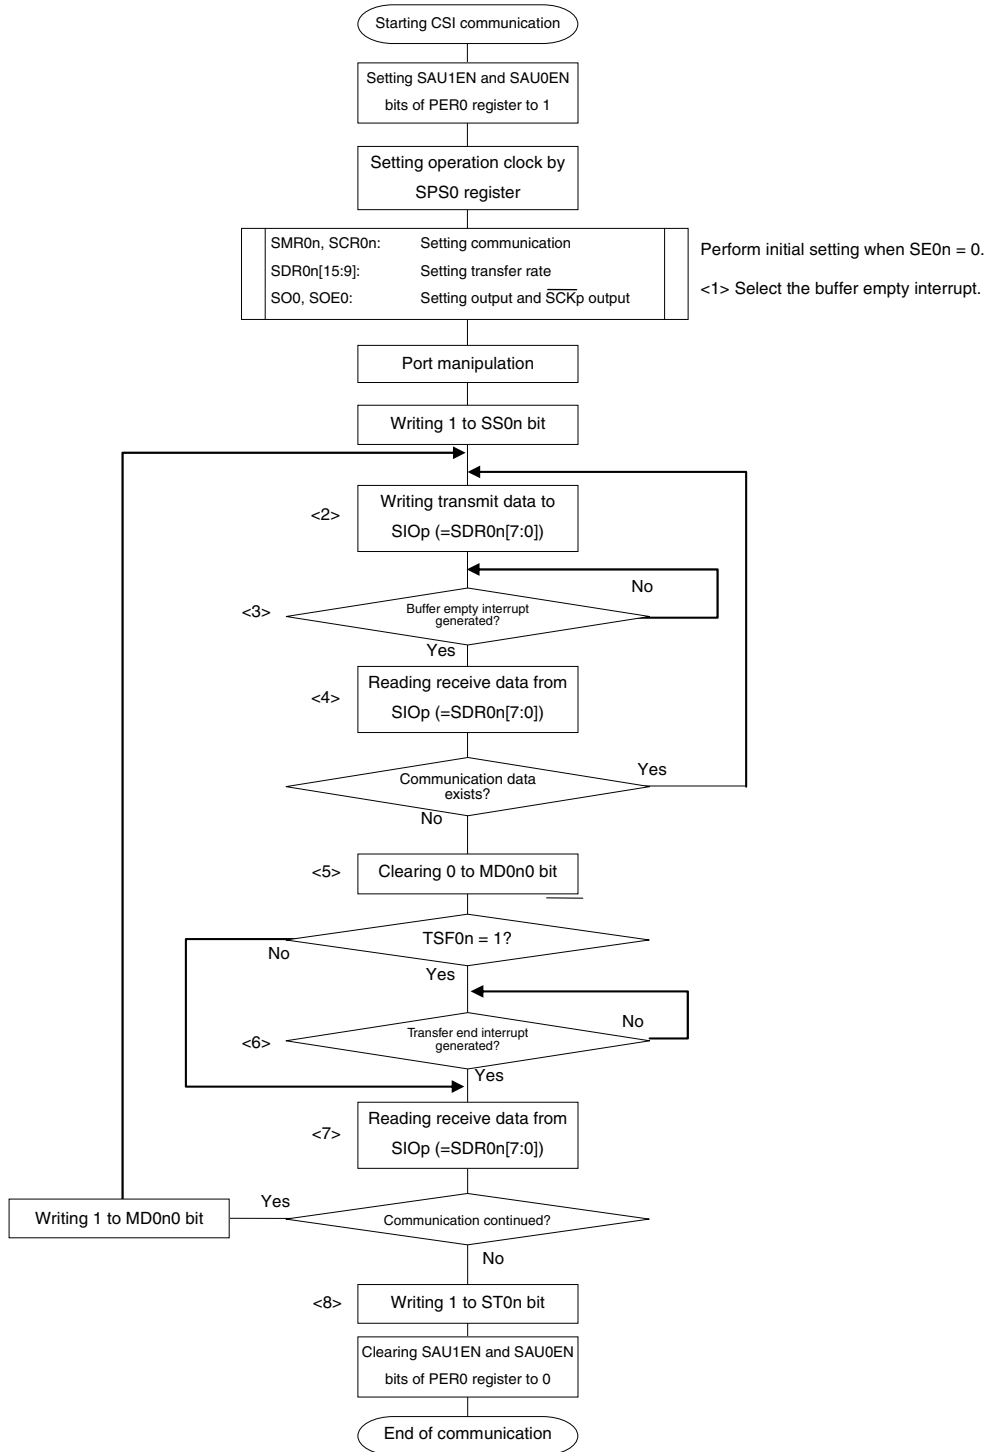 Starting CSI communication
Setting SAU1EN and SAU0EN
bits of PER0 register to 1
Setting operation clock by
SPS0 register
SMR0n, SCR0n: Setting communication
SDR0n[15:9]: Setting transfer rate
SO0, SOE0: Setting output and SCKp output
Perform initial setting when SE0n = 0.
<1> Select the buffer empty interrupt.
Port manipulation
Writing 1 to SS0n bit
<2>
Writing transmit data to
SIOp (=SDR0n[7:0])
No
<3>
Buffer empty interrupt
generated?
Yes
<4>
Reading receive data from
SIOp (=SDR0n[7:0])
Communication data
exists?
Yes
No
<5>
Clearing 0 to MD0n0 bit
TSF0n = 1?
No
Yes
<6>
Transfer end interrupt
generated?
No
Yes
<7>
Reading receive data from
SIOp (=SDR0n[7:0])
Writing 1 to MD0n0 bit
Yes
Communication continued?
No
<8>
Writing 1 to ST0n bit
Clearing SAU1EN and SAU0EN
bits of PER0 register to 0
End of communication